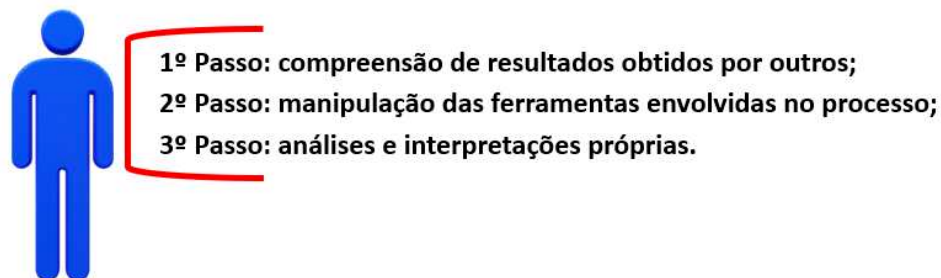 1º Passo: compreensão de resultados obtidos por outros;
2º Passo: manipulação das ferramentas envolvidas no processo;
3º Passo: análises e interpretações próprias.